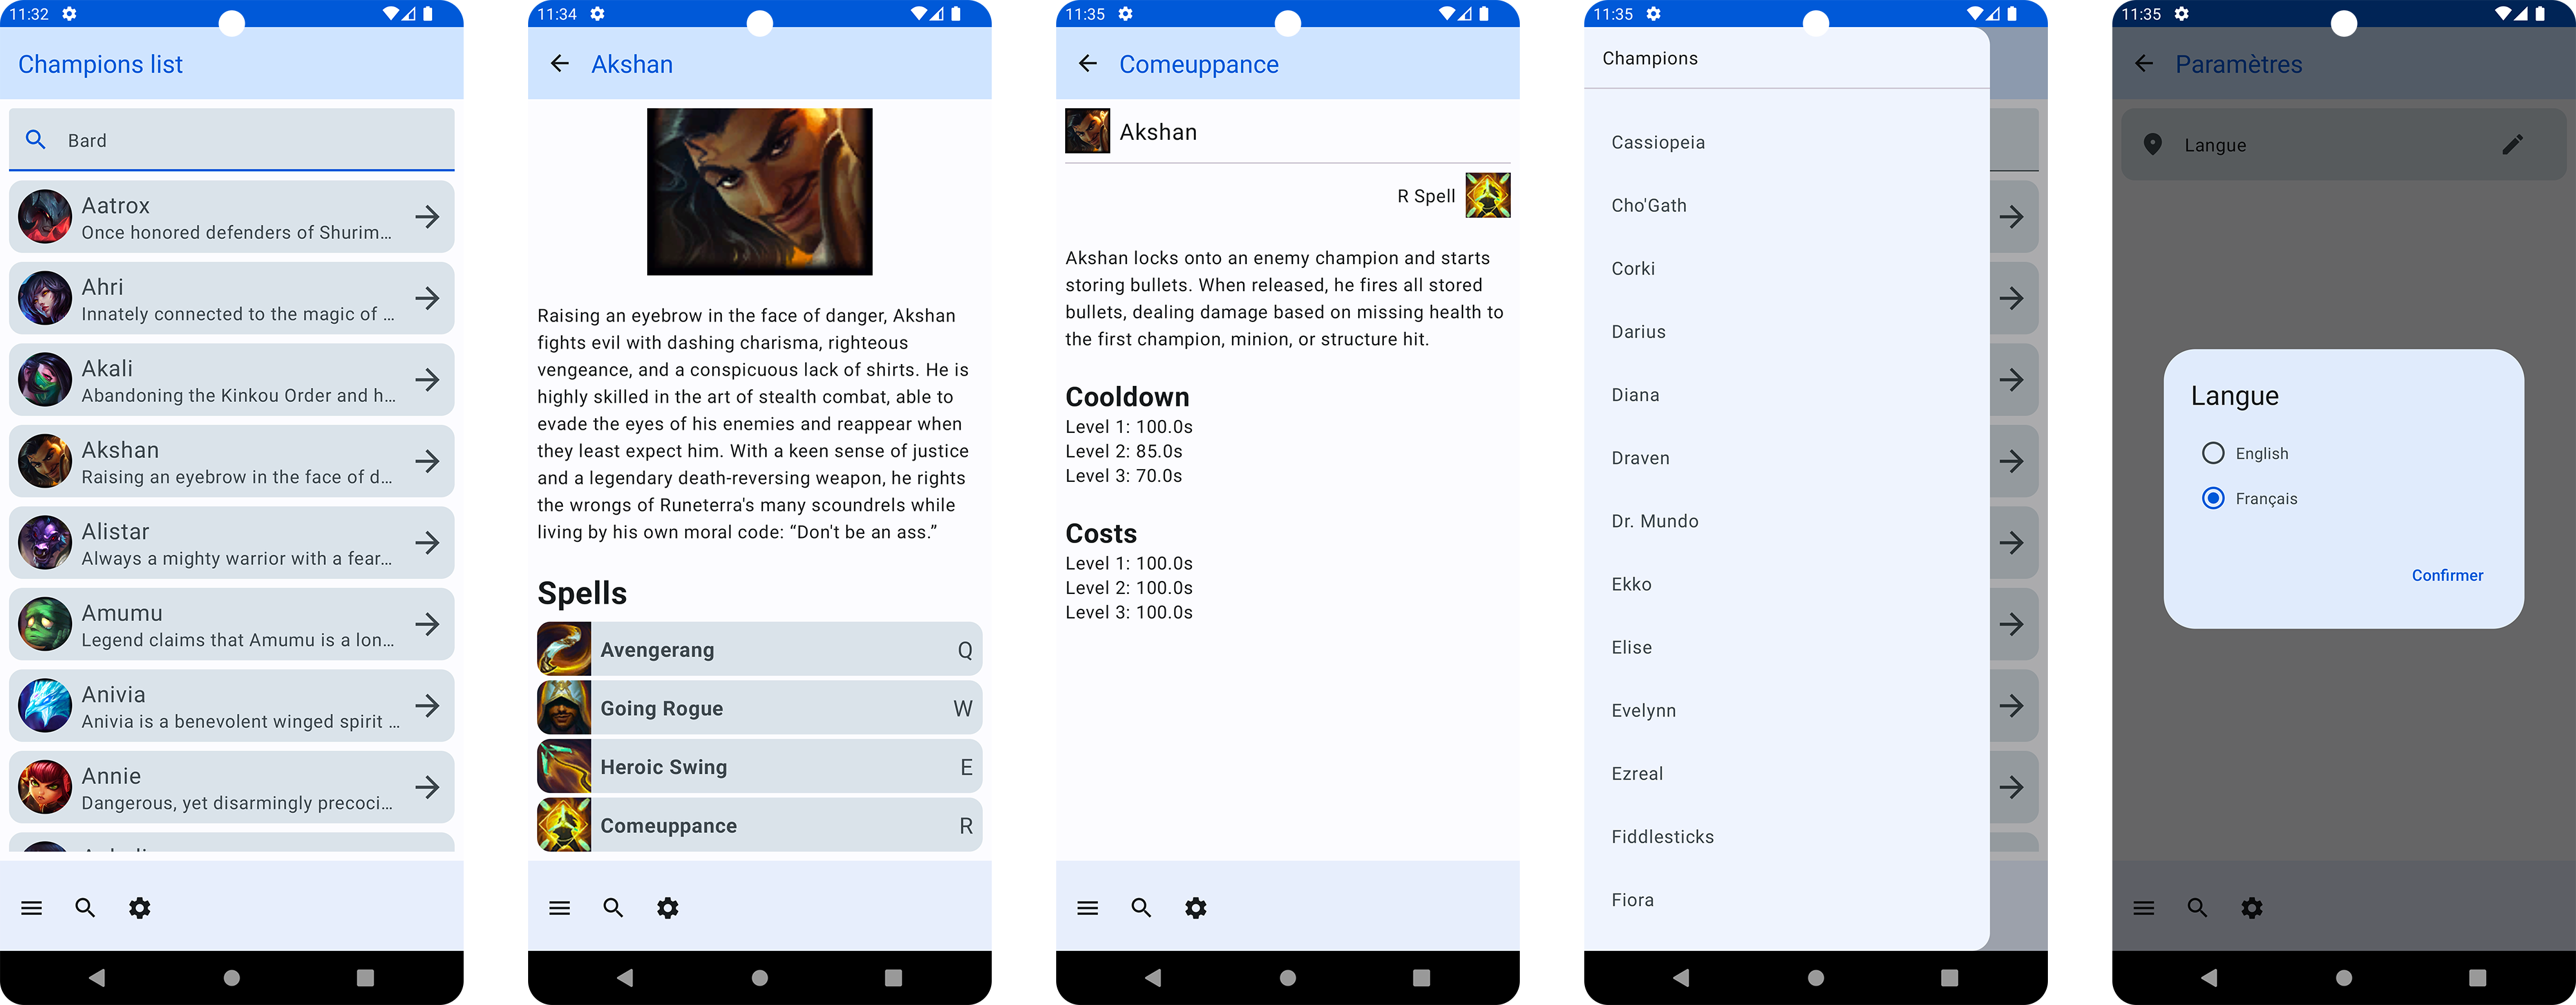 11:32
Champions list
Bard
Aatrox
Once honored defenders of Shurim...
Ahri
Innately connected to the magic of ...
Akali
Abandoning the Kinkou Order and h...
Akshan
Raising an eyebrow in the face of d...
Alistar
Always a mighty warrior with a fear...
Amumu
Legend claims that Amumu is a lon...
Anivia
Anivia is a benevolent winged spirit ...
Annie
Dangerous, yet disarmingly precoci...
11:34
Akshan
Raising an eyebrow in the face of danger, Akshan
fights evil with dashing charisma, righteous
vengeance, and a conspicuous lack of shirts. He is
highly skilled in the art of stealth combat, able to
evade the eyes of his enemies and reappear when
they least expect him. With a keen sense of justice
and a legendary death-reversing weapon, he rights
the wrongs of Runeterra's many scoundrels while
living by his own moral code: “Don't be an ass.”
Spells
Avengerang Q
Going Rogue W
Heroic Swing E
Comeuppance R
11:35
Comeuppance
Akshan
R Spell
Akshan locks onto an enemy champion and starts
storing bullets. When released, he fires all stored
bullets, dealing damage based on missing health to
the first champion, minion, or structure hit.
Cooldown
Level 1: 100.0s
Level 2: 85.0s
Level 3: 70.0s
Costs
Level 1: 100.0s
Level 2: 100.0s
Level 3: 100.0s
11:35
Champions
Cassiopeia
Cho'Gath
Corki
Darius
Diana
Draven
Dr. Mundo
Ekko
Elise
Evelynn
Ezreal
Fiddlesticks
Fiora
11:35
Paramètres
Langue
Langue
English
Français
Confirmer